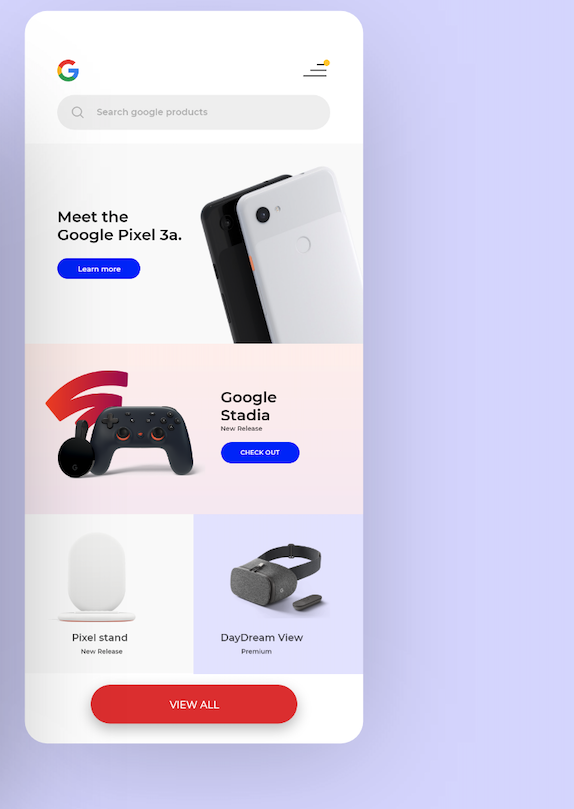 Search google products
Meet the
Google Pixel 3a.
Learn more
Google
Stadia
New Release
CHECK OUT
Pixel stand
New Release
DayDream View
Premium
VIEW ALL